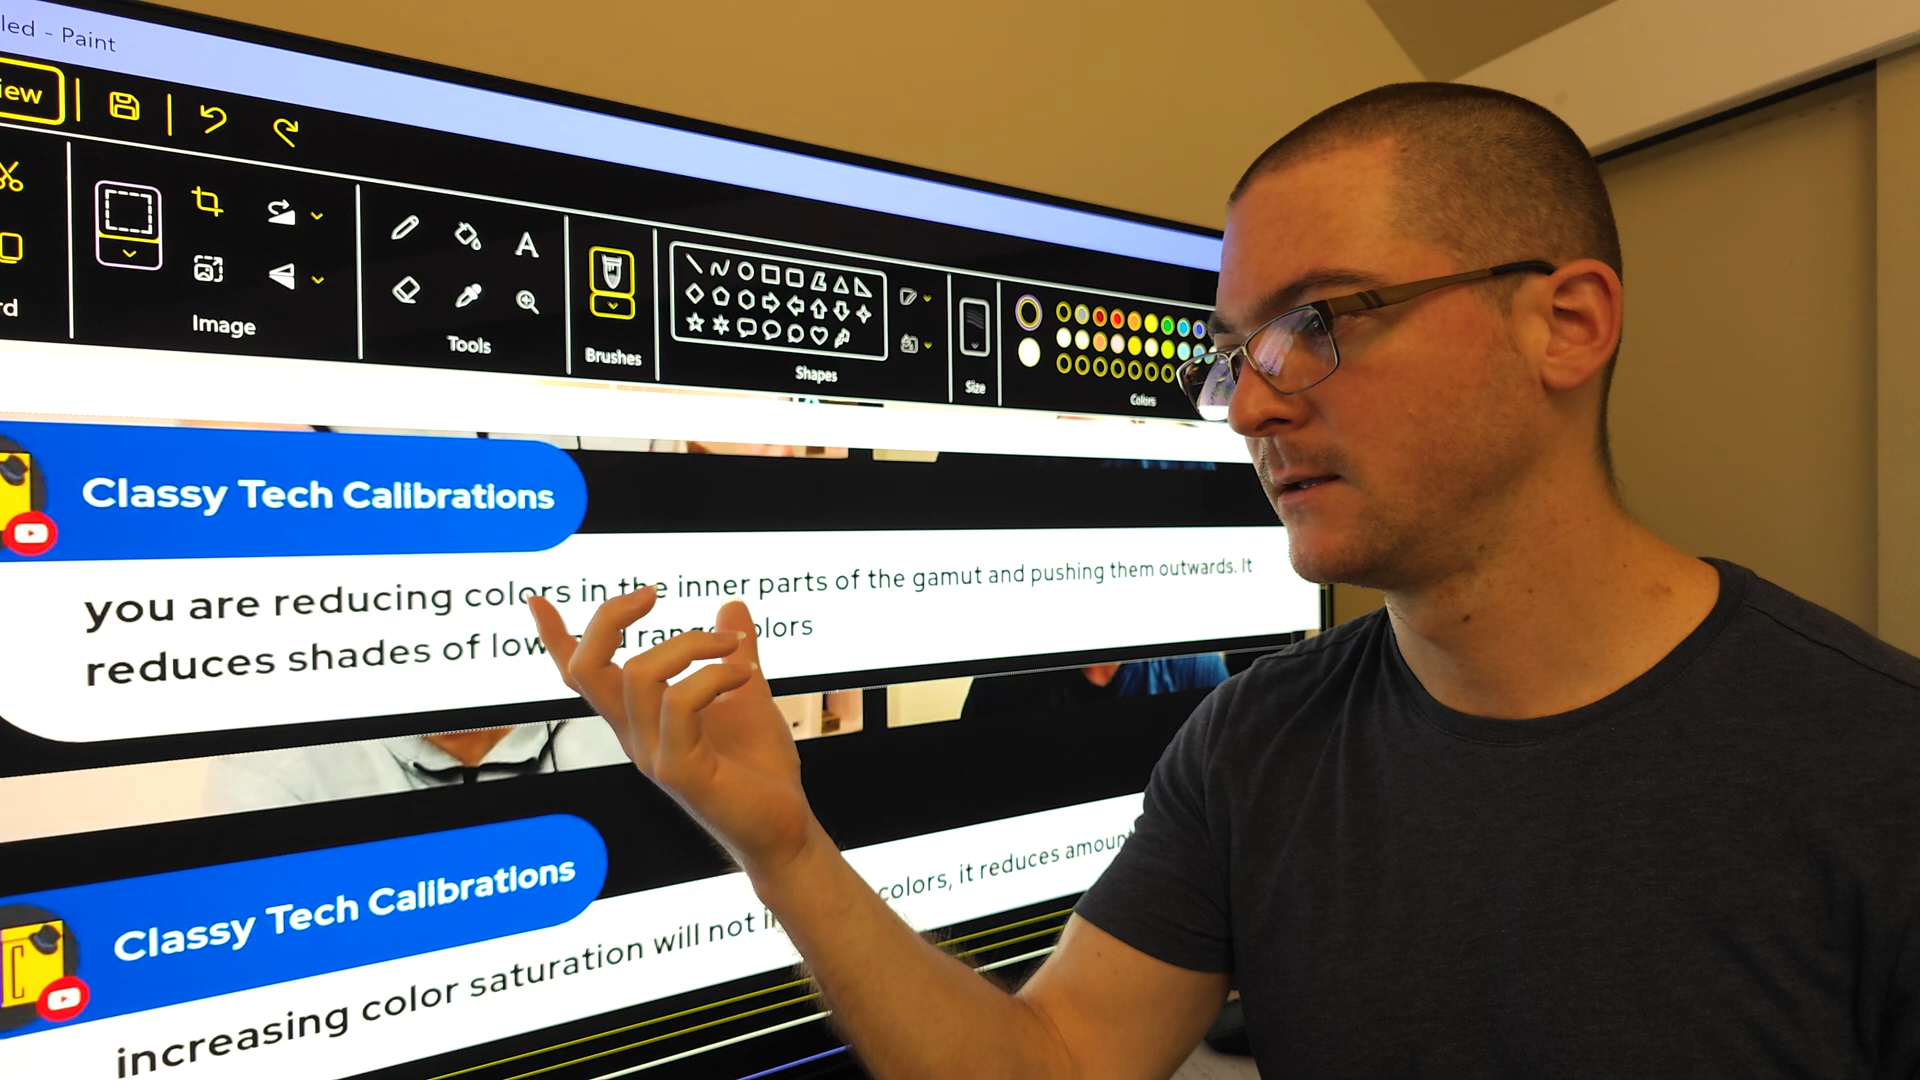 led - Paint
iew
rd
Image
Tools
Brushes
Shapes
Size
Colors
Classy Tech Calibrations
you are reducing colors in the inner parts of the gamut and pushing them outwards. It
reduces shades of low
Classy Tech Calibrations
increasing color saturation will not colors, it reduces amoun